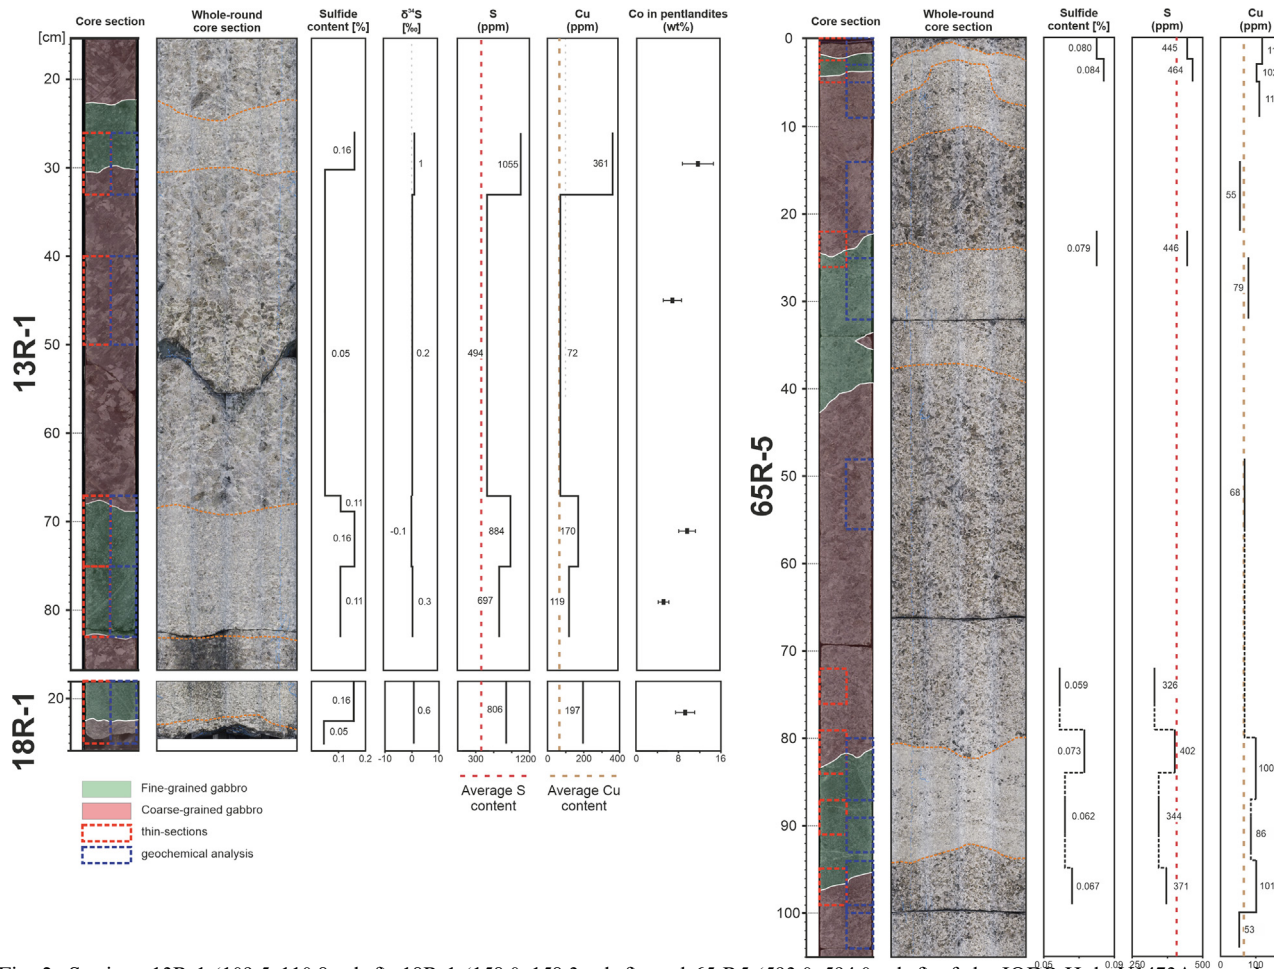 Core section
Whole-round core section
Sulfide content [%]
δ³⁴S [‰]
S (ppm)
Cu (ppm)
Co in pentlandites (wt%)
[cm]
20
30
40
50
60
70
80
13R-1
0.16
0.05
0.11
0.16
0.11
1
0.2
-0.1
0.3
1055
494
884
697
361
72
170
119
18R-1
20
0.16
0.05
0.6
806
197
0.1 0.2
-10 0 10
300 1200
0 200 400
0 8 16
Average S content
Average Cu content
Fine-grained gabbro
Coarse-grained gabbro
thin-sections
geochemical analysis
Core section
Whole-round core section
Sulfide content [%]
S (ppm)
Cu (ppm)
65R-5
0
10
20
30
40
50
60
70
80
90
100
0.080
0.084
0.079
0.059
0.073
0.062
0.067
445
464
446
326
402
344
371
55
79
68
100
86
101
53
0.05 0.09
250 500
0 100